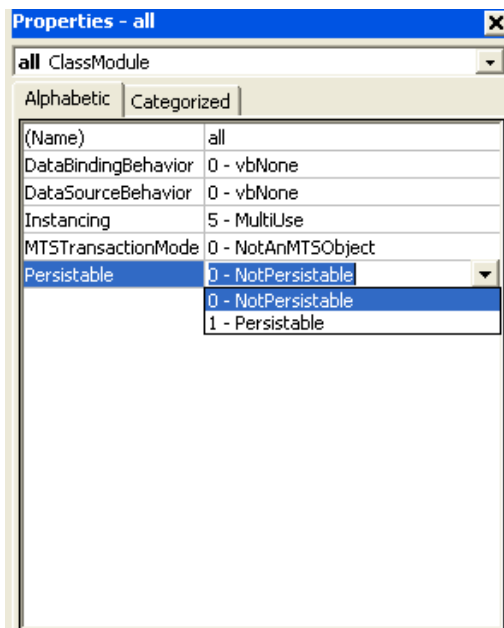 Properties - all
all ClassModule
Alphabetic Categorized
(Name) all
DataBindingBehavior 0 - vbNone
DataSourceBehavior 0 - vbNone
Instancing 5 - MultiUse
MTSTransactionMode 0 - NotAnMTSObject
Persistable 0 - NotPersistable
0 - NotPersistable
1 - Persistable